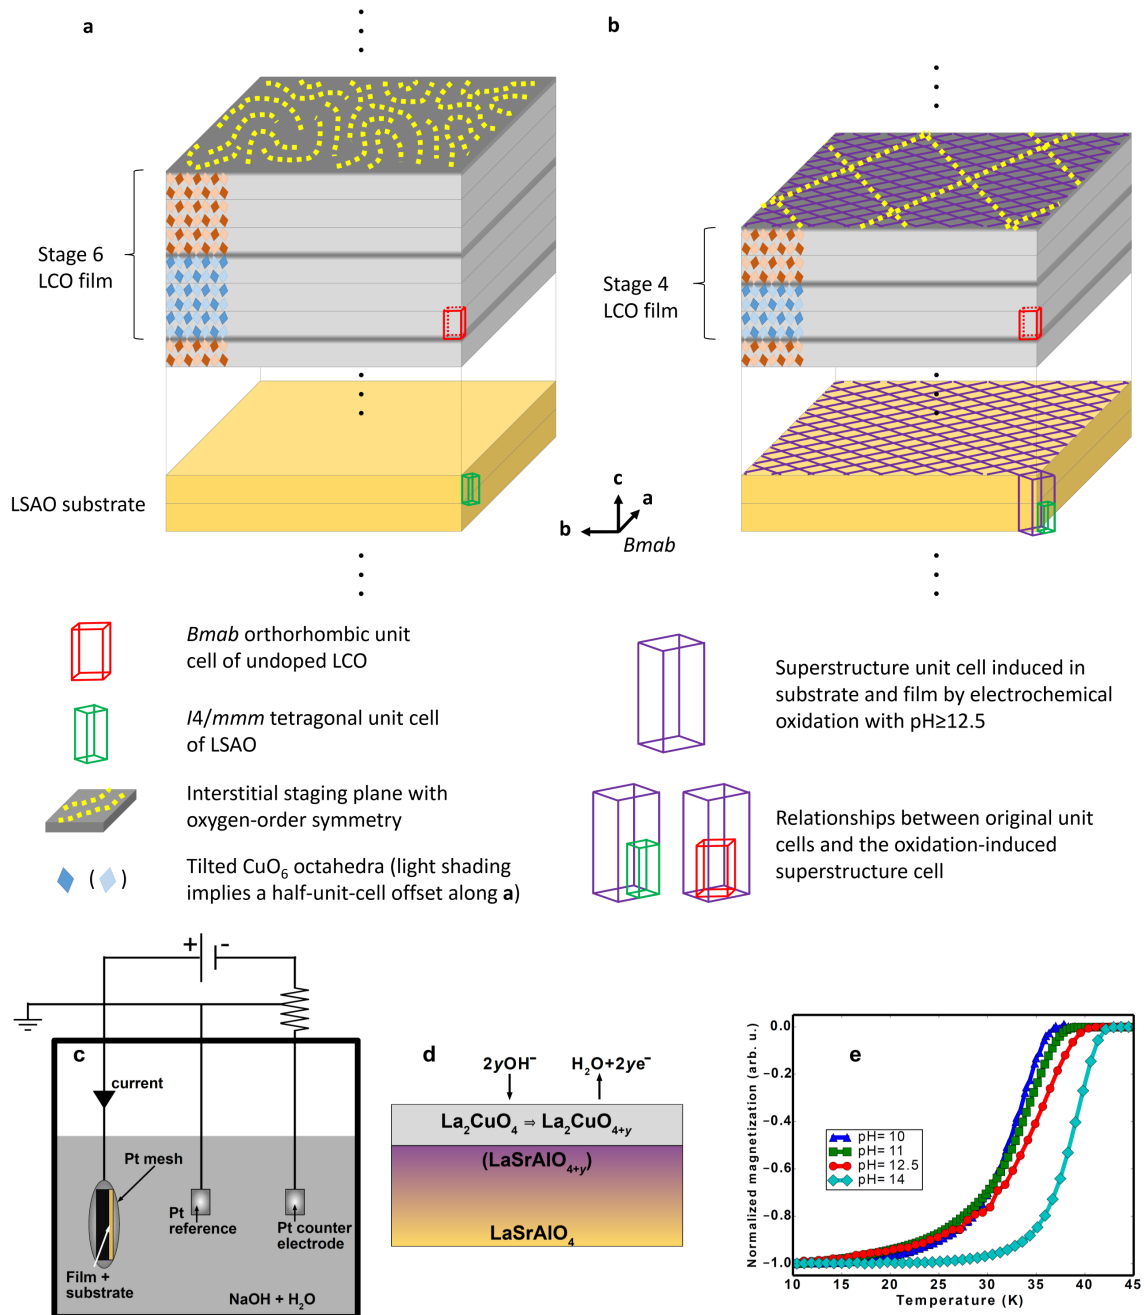 a
b
Stage 6
LCO film
Stage 4
LCO film
LSAO substrate
c
a
b
Bmab
Bmab orthorhombic unit
cell of undoped LCO
I4/mmm tetragonal unit cell
of LSAO
Interstitial staging plane with
oxygen-order symmetry
( )
Tilted CuO6 octahedra (light shading
implies a half-unit-cell offset along a)
Superstructure unit cell induced in
substrate and film by electrochemical
oxidation with pH≥12.5
Relationships between original unit
cells and the oxidation-induced
superstructure cell
+ -
c
current
Pt mesh
Pt
reference
Pt counter
electrode
Film +
substrate
NaOH + H2O
d
2yOH−
H2O+2ye−
La2CuO4 ⇒ La2CuO4+y
(LaSrAlO4+y)
LaSrAlO4
e
Normalized magnetization (arb. u.)
0.0
−0.2
−0.4
−0.6
−0.8
−1.0
pH= 10
pH= 11
pH= 12.5
pH= 14
10 15 20 25 30 35 40 45
Temperature (K)